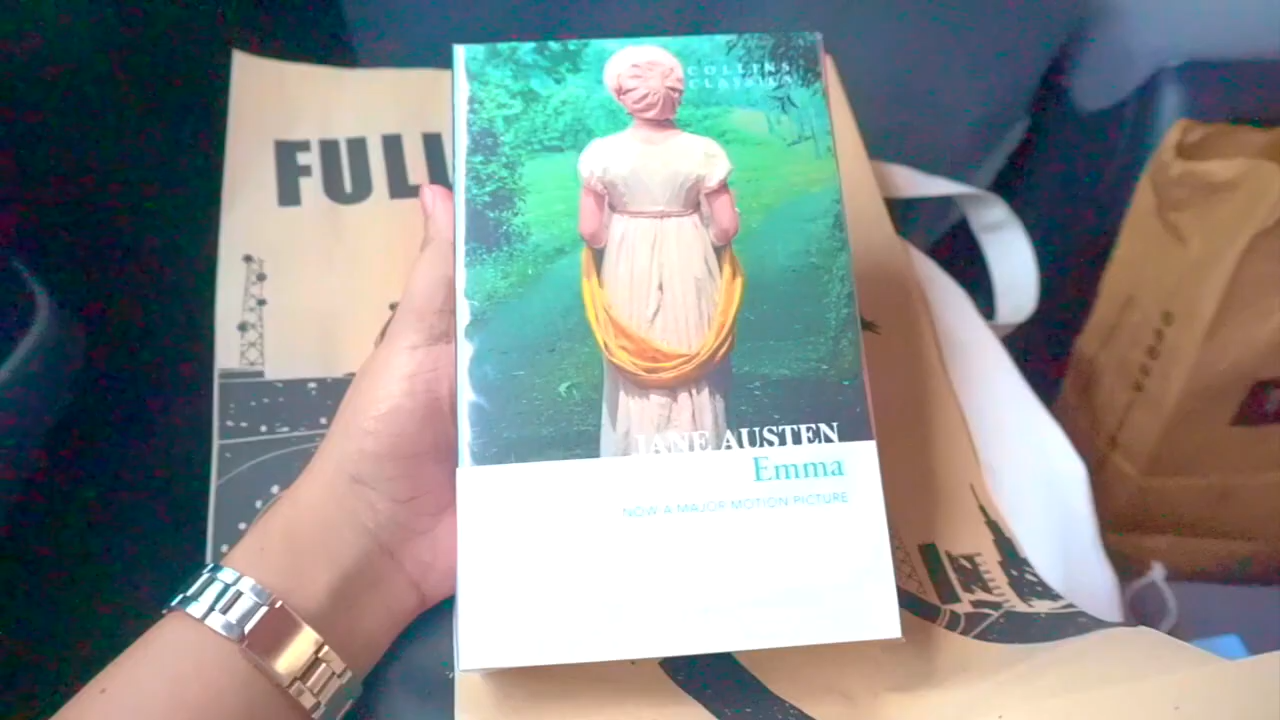 FULL
COLLINS
CLASSICS
JANE AUSTEN
Emma
NOW A MAJOR MOTION PICTURE